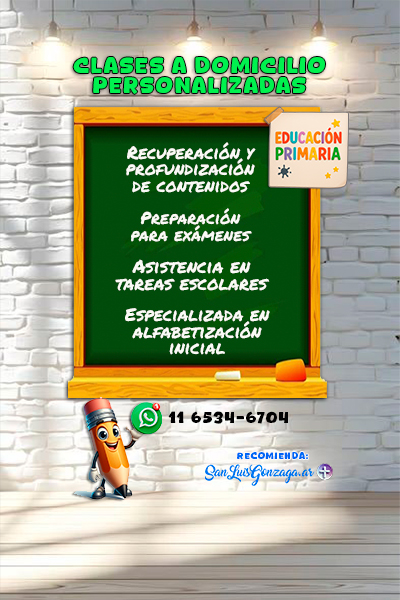 CLASES A DOMICILIO
PERSONALIZADAS
EDUCACIÓN
PRIMARIA
RECUPERACIÓN Y
PROFUNDIZACIÓN
DE CONTENIDOS
PREPARACIÓN
PARA EXÁMENES
ASISTENCIA EN
TAREAS ESCOLARES
ESPECIALIZADA EN
ALFABETIZACIÓN
INICIAL
11 6534-6704
RECOMIENDA:
SanLuisGonzaga.ar